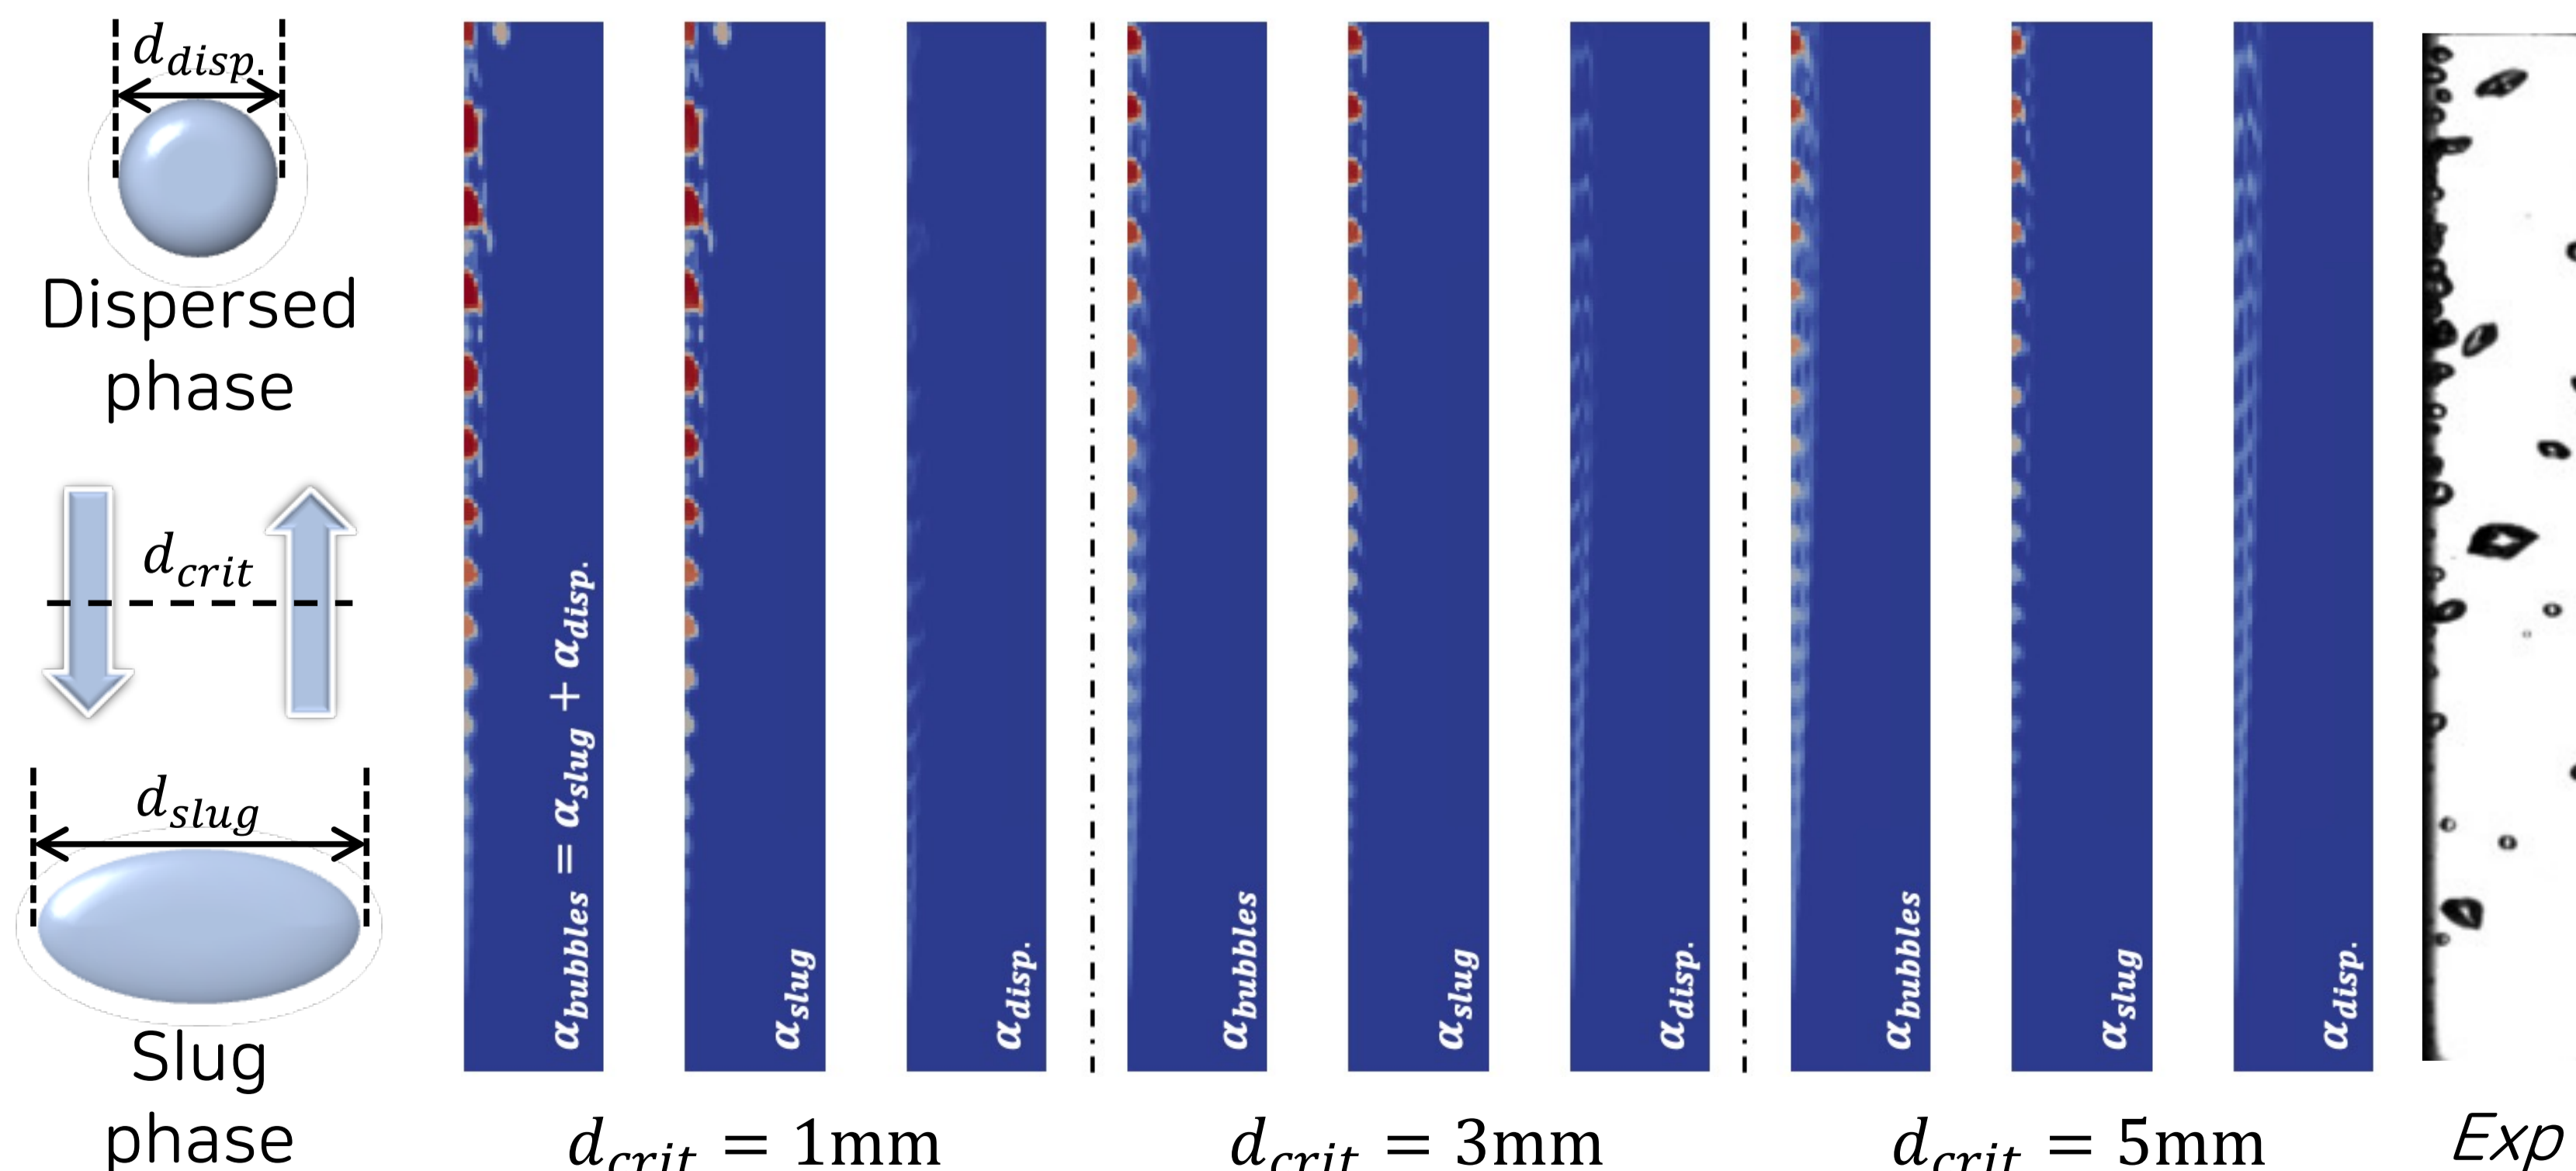 d_disp.
Dispersed
phase
d_crit
d_slug
Slug
phase
α_bubbles = α_slug + α_disp.
α_slug
α_disp.
d_crit = 1mm
α_bubbles
α_slug
α_disp.
d_crit = 3mm
α_bubbles
α_slug
α_disp.
d_crit = 5mm
Exp